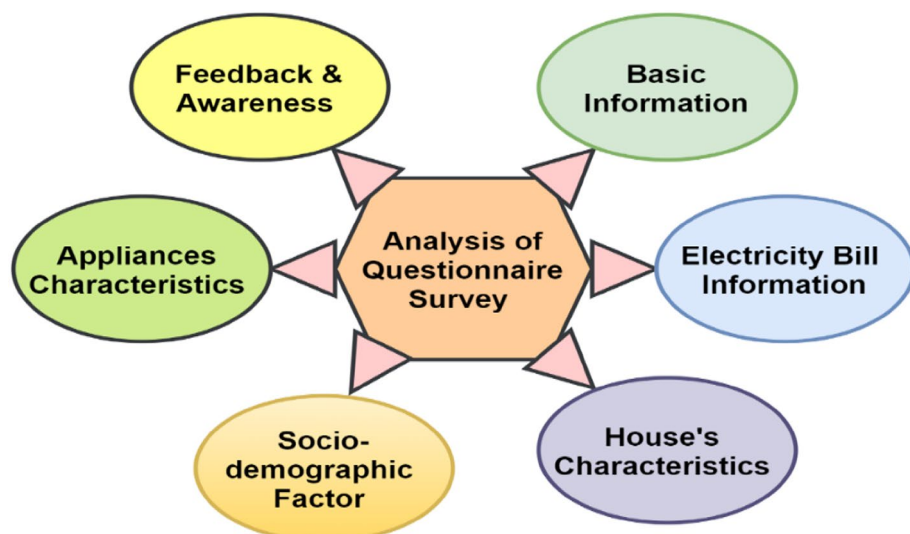 Feedback &
Awareness
Basic
Information
Appliances
Characteristics
Analysis of
Questionnaire
Survey
Electricity Bill
Information
Socio-
demographic
Factor
House's
Characteristics